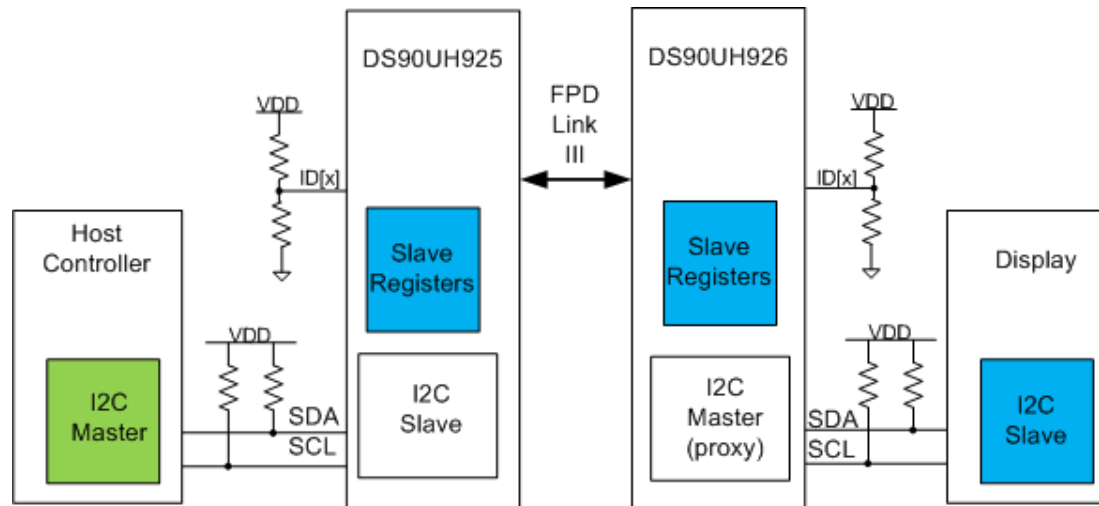 DS90UH925
VDD
ID[x]
Host
Controller
Slave
Registers
VDD
I2C
Master
SDA
SCL
I2C
Slave
FPD
Link
III
DS90UH926
VDD
ID[x]
Slave
Registers
Display
VDD
I2C
Master
(proxy)
SDA
SCL
I2C
Slave